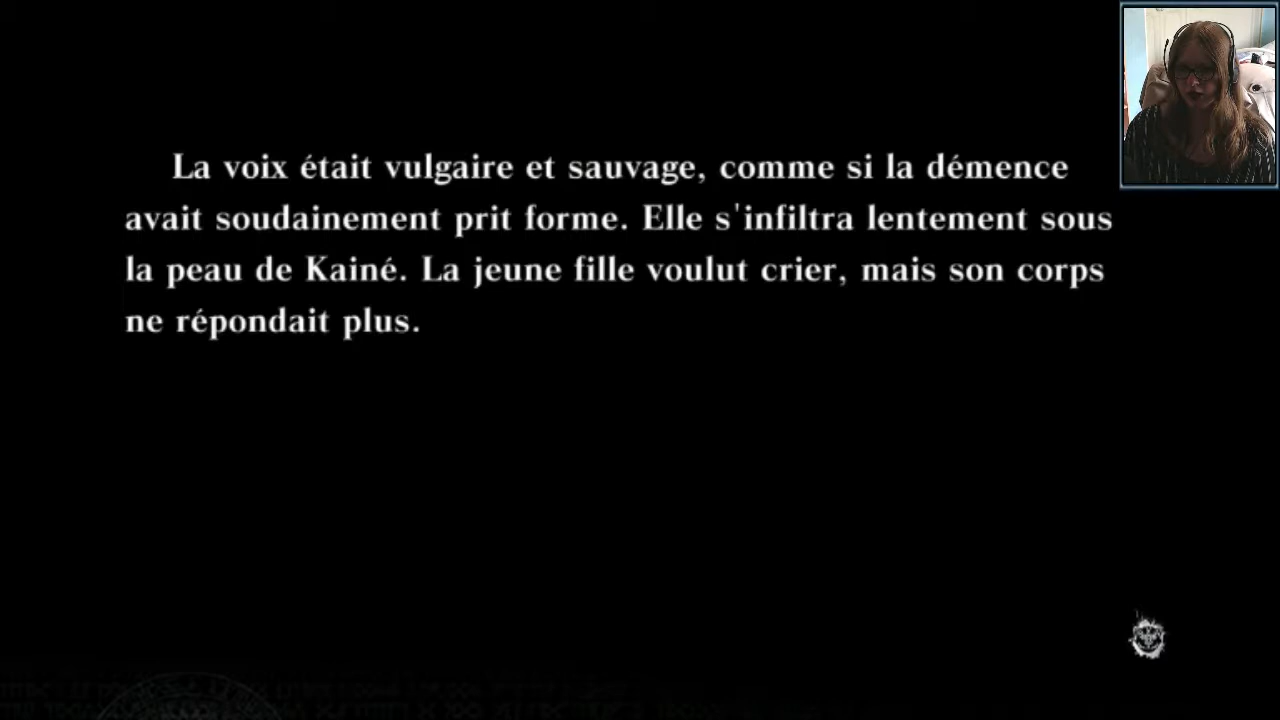 La voix était vulgaire et sauvage, comme si la démence
avait soudainement prit forme. Elle s'infiltra lentement sous
la peau de Kainé. La jeune fille voulut crier, mais son corps
ne répondait plus.